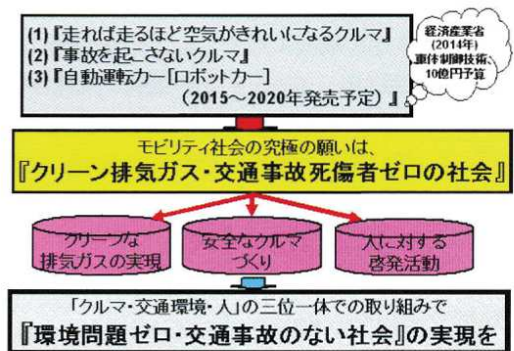 (1)『走れば走るほど空気がきれいになるクルマ』
(2)『事故を起こさないクルマ』
(3)『自動運転カー[ロボットカー]
(2015～2020年発売予定)』
経済産業省
(2014年)
車体制御技術、
10億円予算
モビリティ社会の究極の願いは、
『クリーン排気ガス・交通事故死傷者ゼロの社会』
クリーンな
排気ガスの実現
安全なクルマ
づくり
人に対する
啓発活動
「クルマ・交通環境・人」の三位一体での取り組みで
『環境問題ゼロ・交通事故のない社会』の実現を